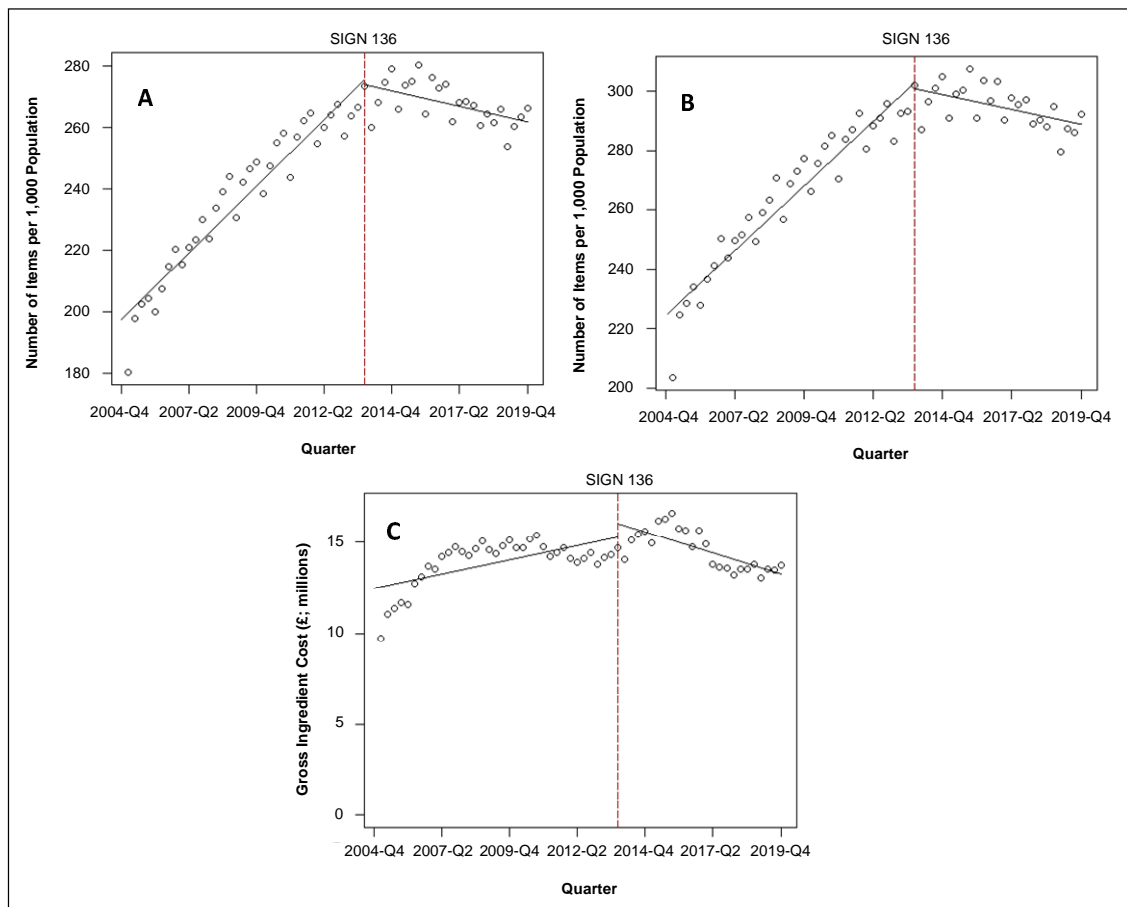 SIGN 136
A
280
260
240
220
200
180
Number of Items per 1,000 Population
2004-Q4 2007-Q2 2009-Q4 2012-Q2 2014-Q4 2017-Q2 2019-Q4
Quarter
SIGN 136
B
300
280
260
240
220
200
Number of Items per 1,000 Population
2004-Q4 2007-Q2 2009-Q4 2012-Q2 2014-Q4 2017-Q2 2019-Q4
Quarter
SIGN 136
C
15
10
5
0
Gross Ingredient Cost (£; millions)
2004-Q4 2007-Q2 2009-Q4 2012-Q2 2014-Q4 2017-Q2 2019-Q4
Quarter